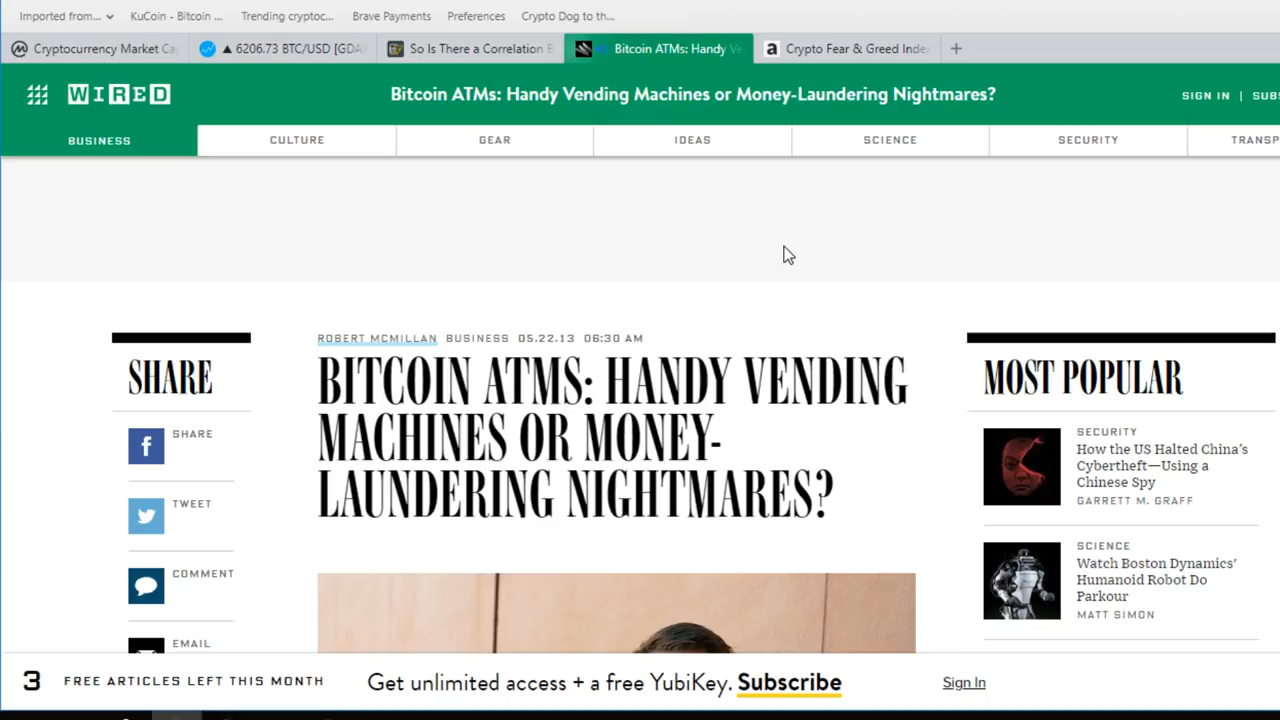 Imported from...
KuCoin - Bitcoin ...
Trending cryptoc...
Brave Payments
Preferences
Crypto Dog to th...
Cryptocurrency Market Ca
▲ 6206.73 BTC/USD [GDA
So Is There a Correlation B
Bitcoin ATMs: Handy Ve
Crypto Fear & Greed Inde
WIRED
Bitcoin ATMs: Handy Vending Machines or Money-Laundering Nightmares?
SIGN IN | SUBS
BUSINESS
CULTURE
GEAR
IDEAS
SCIENCE
SECURITY
TRANSP
SHARE
SHARE
TWEET
COMMENT
EMAIL
ROBERT MCMILLAN BUSINESS 05.22.13 06:30 AM
BITCOIN ATMS: HANDY VENDING
MACHINES OR MONEY-
LAUNDERING NIGHTMARES?
MOST POPULAR
SECURITY
How the US Halted China's
Cybertheft—Using a
Chinese Spy
GARRETT M. GRAFF
SCIENCE
Watch Boston Dynamics'
Humanoid Robot Do
Parkour
MATT SIMON
3 FREE ARTICLES LEFT THIS MONTH
Get unlimited access + a free YubiKey. Subscribe
Sign In